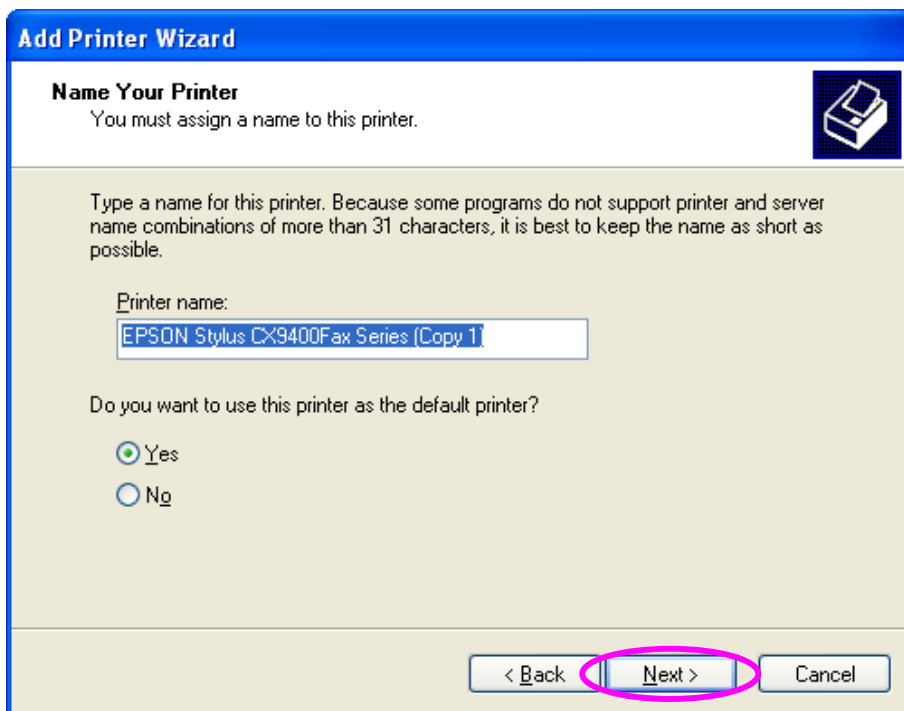 Add Printer Wizard
Name Your Printer
You must assign a name to this printer.
Type a name for this printer. Because some programs do not support printer and server
name combinations of more than 31 characters, it is best to keep the name as short as
possible.
Printer name:
EPSON Stylus CX9400Fax Series (Copy 1)
Do you want to use this printer as the default printer?
Yes
No
< Back Next > Cancel